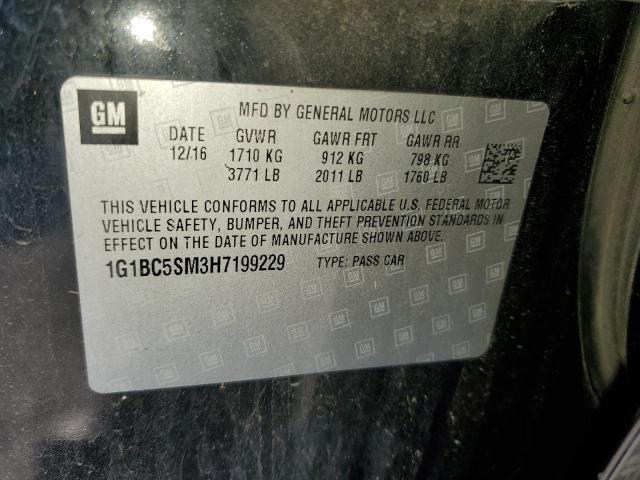 GM
MFD BY GENERAL MOTORS LLC
DATE GVWR GAWR FRT GAWR RR
12/16 1710 KG 912 KG 798 KG
3771 LB 2011 LB 1760 LB
THIS VEHICLE CONFORMS TO ALL APPLICABLE U.S. FEDERAL MOTOR
VEHICLE SAFETY, BUMPER, AND THEFT PREVENTION STANDARDS IN
EFFECT ON THE DATE OF MANUFACTURE SHOWN ABOVE.
1G1BC5SM3H7199229 TYPE: PASS CAR